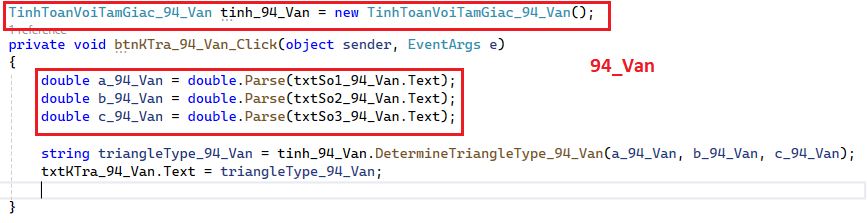 TinhToanVoiTamGiac_94_Van tinh_94_Van = new TinhToanVoiTamGiac_94_Van();
1 reference
private void btnKTra_94_Van_Click(object sender, EventArgs e)
94_Van
{
double a_94_Van = double.Parse(txtSo1_94_Van.Text);
double b_94_Van = double.Parse(txtSo2_94_Van.Text);
double c_94_Van = double.Parse(txtSo3_94_Van.Text);
string triangleType_94_Van = tinh_94_Van.DetermineTriangleType_94_Van(a_94_Van, b_94_Van, c_94_Van);
txtKTra_94_Van.Text = triangleType_94_Van;
}